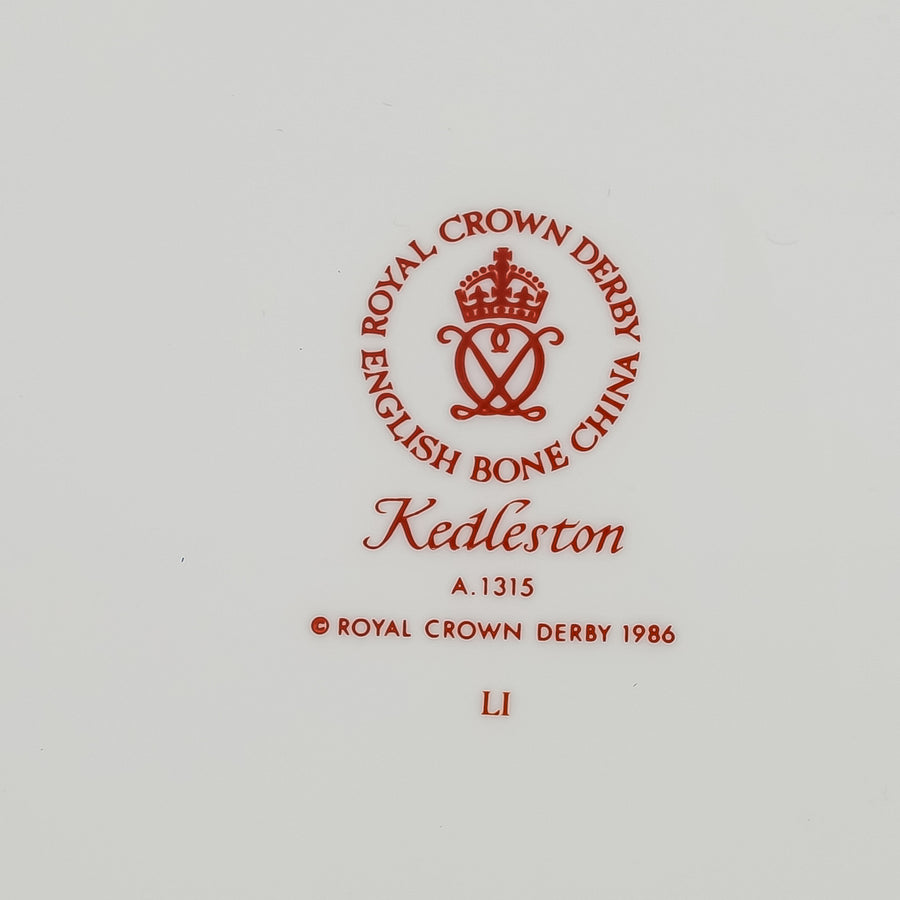 ROYAL CROWN DERBY
ENGLISH BONE CHINA
Kedleston
A.1315
© ROYAL CROWN DERBY 1986
LI